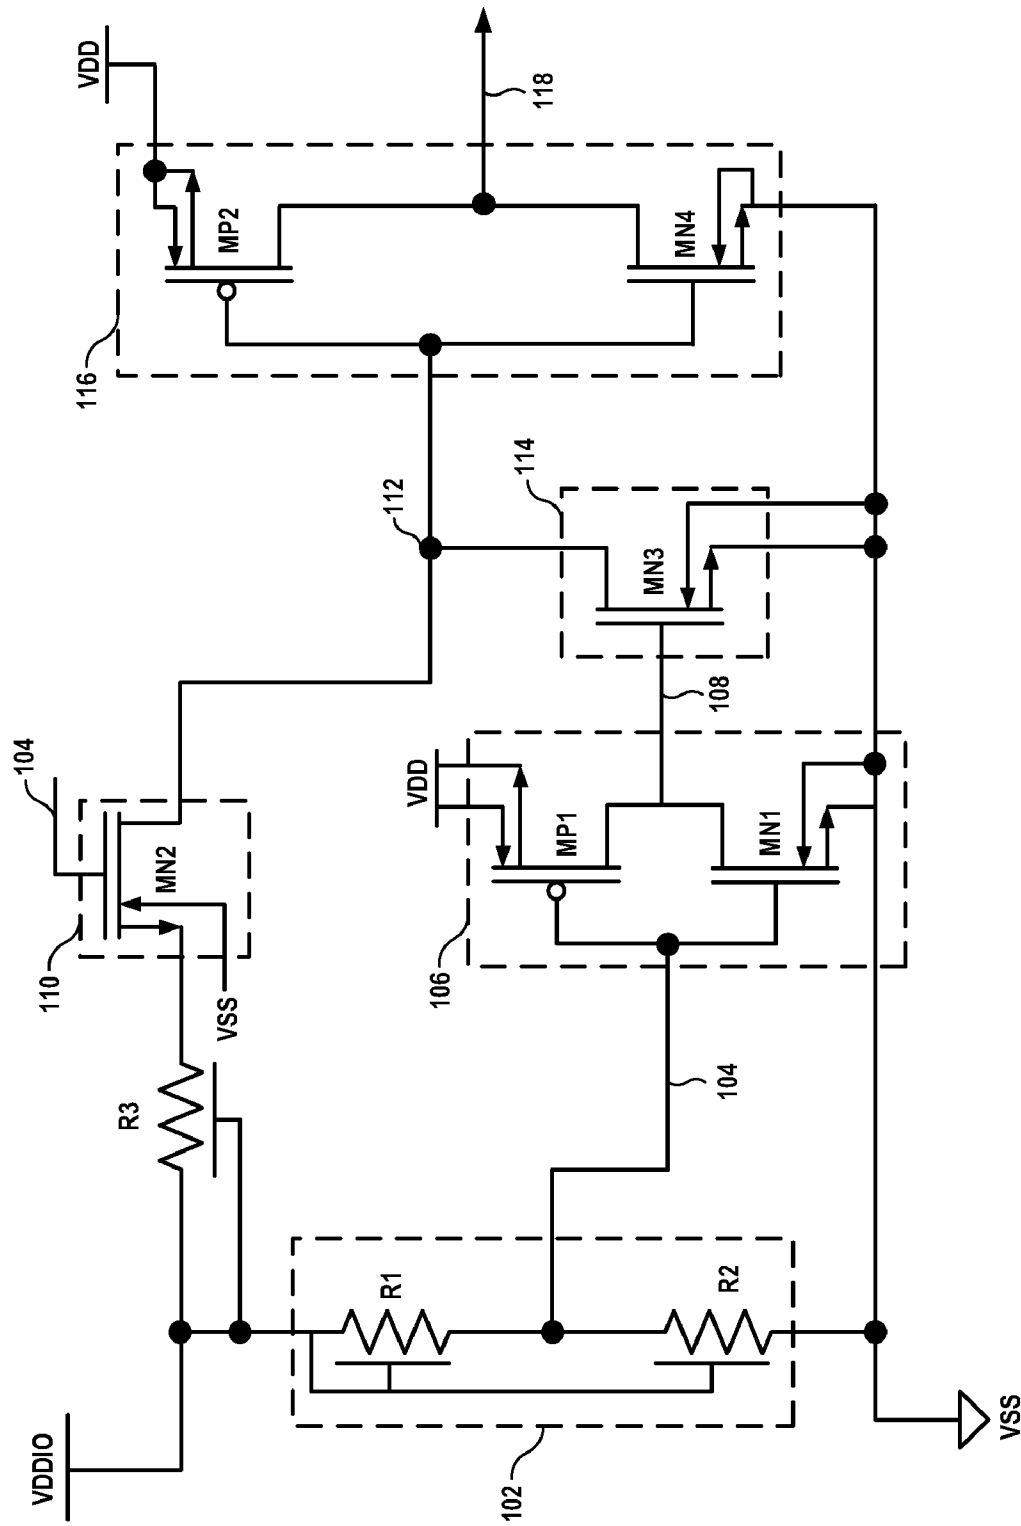 VDDIO
102
R1
R2
VSS
R3
104
VSS
110
MN2
104
106
VDD
MP1
MN1
108
112
114
MN3
116
VDD
MP2
MN4
118